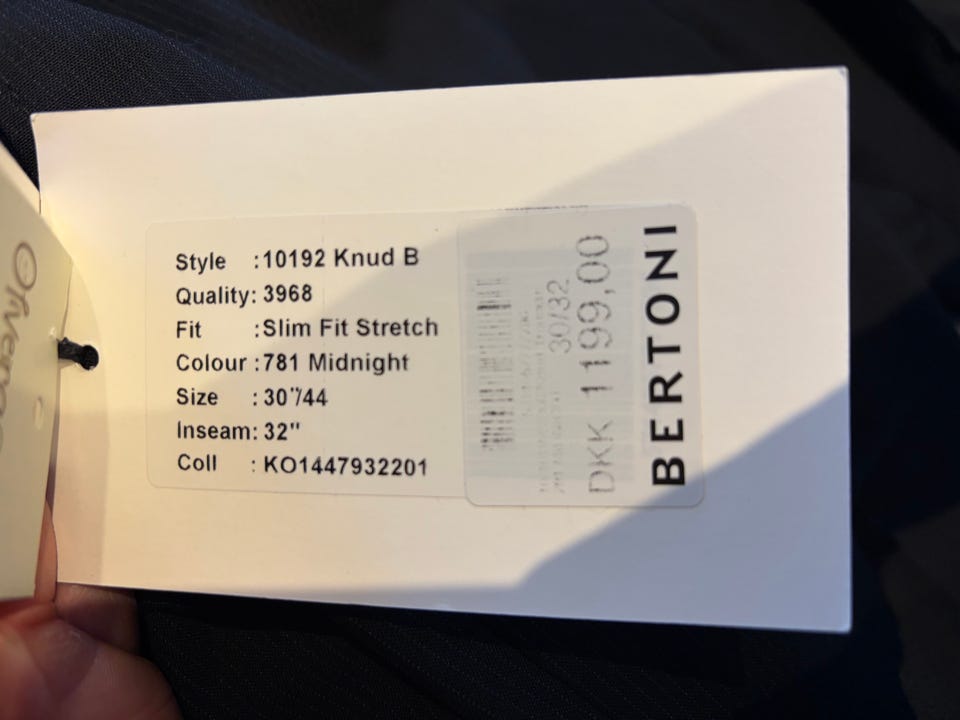 Style :10192 Knud B
Quality: 3968
Fit :Slim Fit Stretch
Colour :781 Midnight
Size : 30"/44
Inseam: 32"
Coll : KO1447932201
30/32
DKK 1199,00
BERTONI